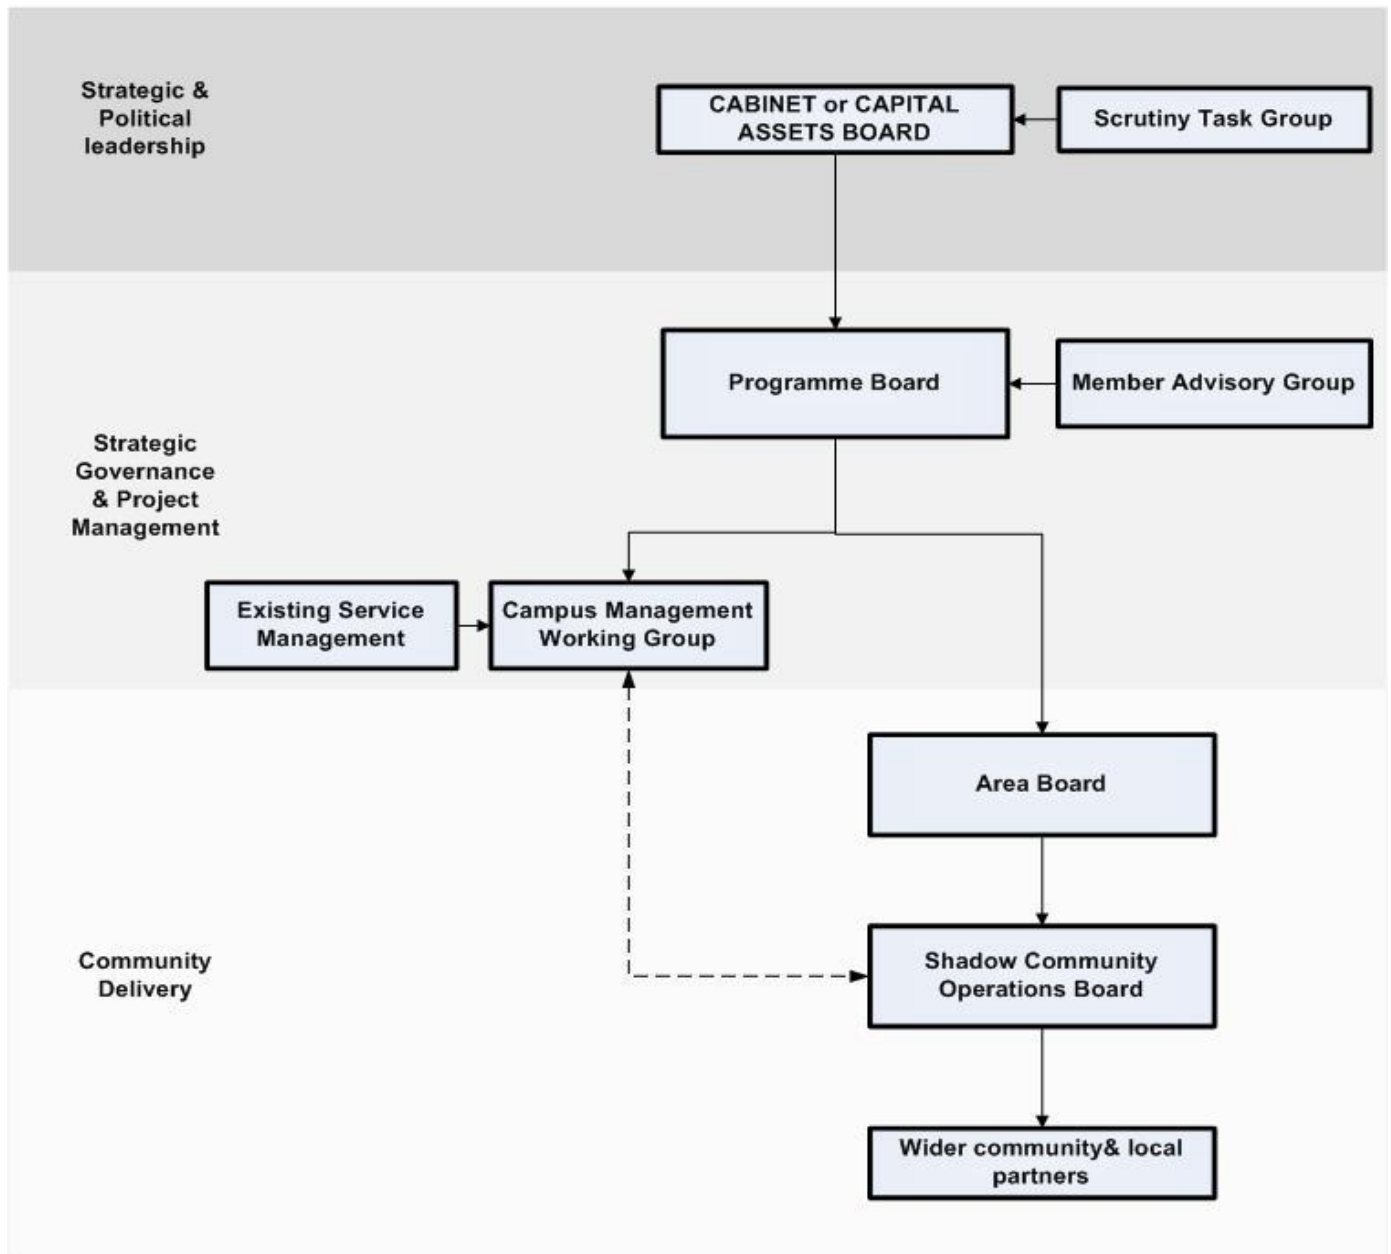 Strategic &
Political
leadership
CABINET or CAPITAL
ASSETS BOARD
Scrutiny Task Group
Programme Board
Member Advisory Group
Strategic
Governance
& Project
Management
Existing Service
Management
Campus Management
Working Group
Area Board
Community
Delivery
Shadow Community
Operations Board
Wider community& local
partners